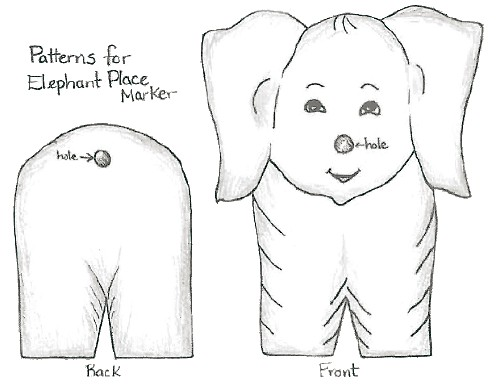 Patterns for
Elephant Place
Marker
hole
hole
Back
Front